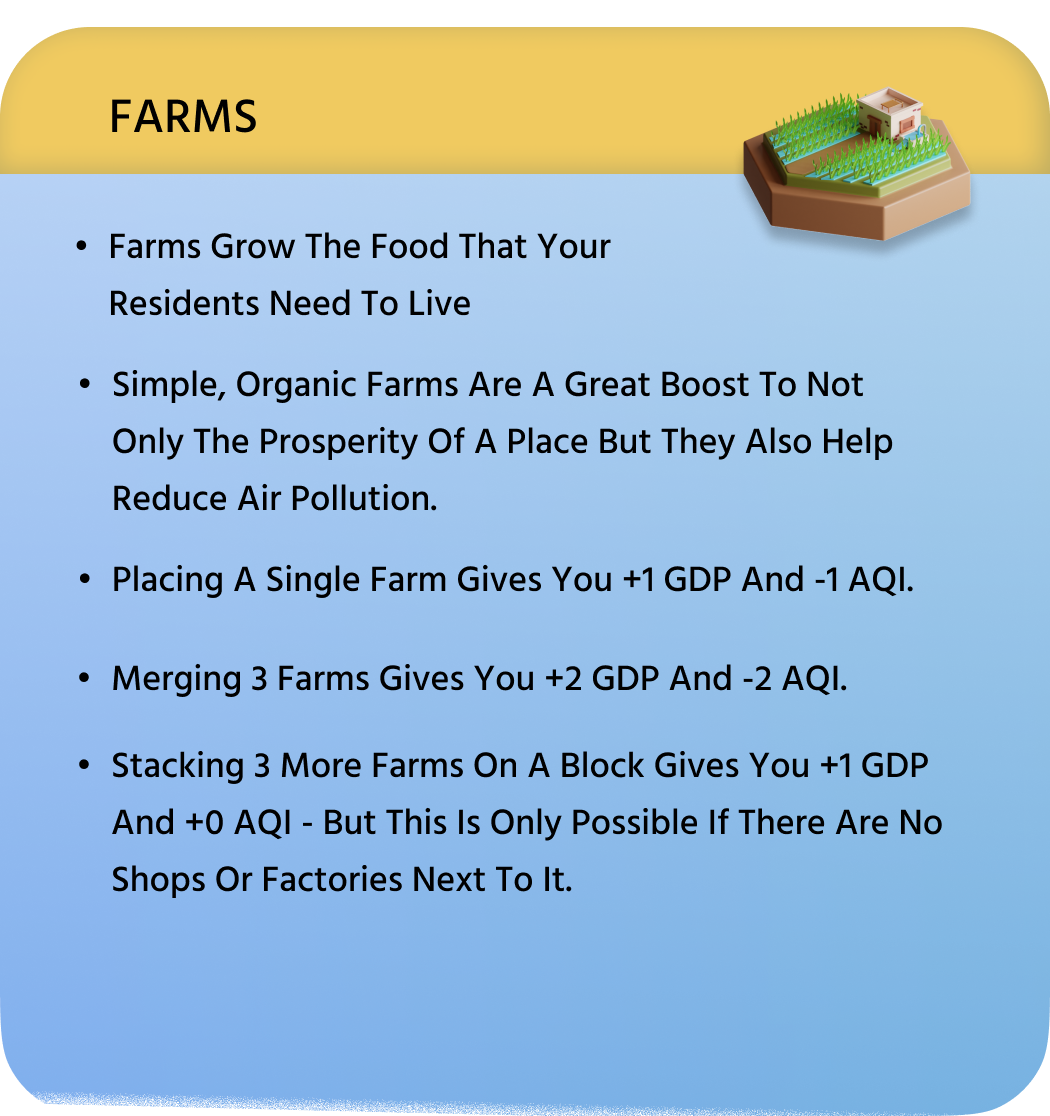 FARMS
• Farms Grow The Food That Your
Residents Need To Live
• Simple, Organic Farms Are A Great Boost To Not
Only The Prosperity Of A Place But They Also Help
Reduce Air Pollution.
• Placing A Single Farm Gives You +1 GDP And -1 AQI.
• Merging 3 Farms Gives You +2 GDP And -2 AQI.
• Stacking 3 More Farms On A Block Gives You +1 GDP
And +0 AQI - But This Is Only Possible If There Are No
Shops Or Factories Next To It.